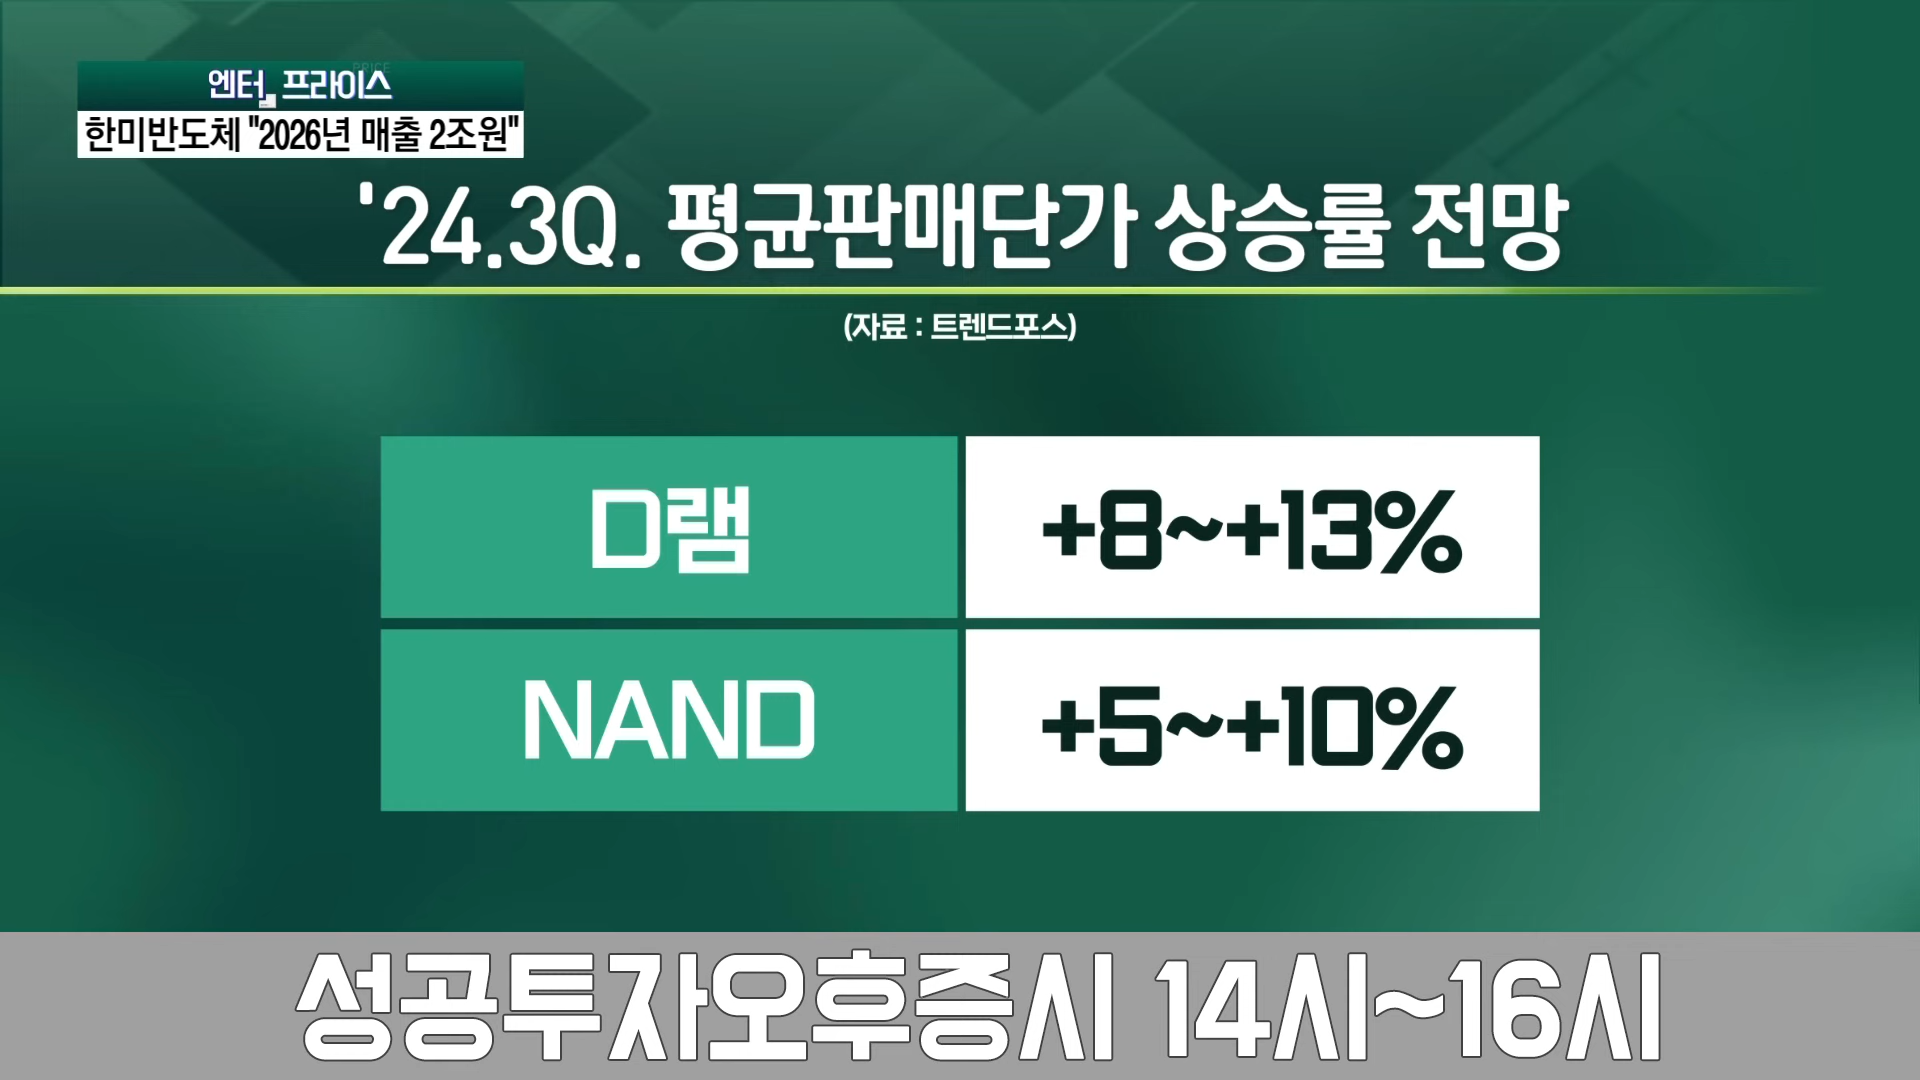 엔터 프라이스
PRICE
한미반도체 "2026년 매출 2조원"
'24.3Q. 평균판매단가 상승률 전망
(자료 : 트렌드포스)
D램 +8~+13%
NAND +5~+10%
성공투자오후증시 14시~16시